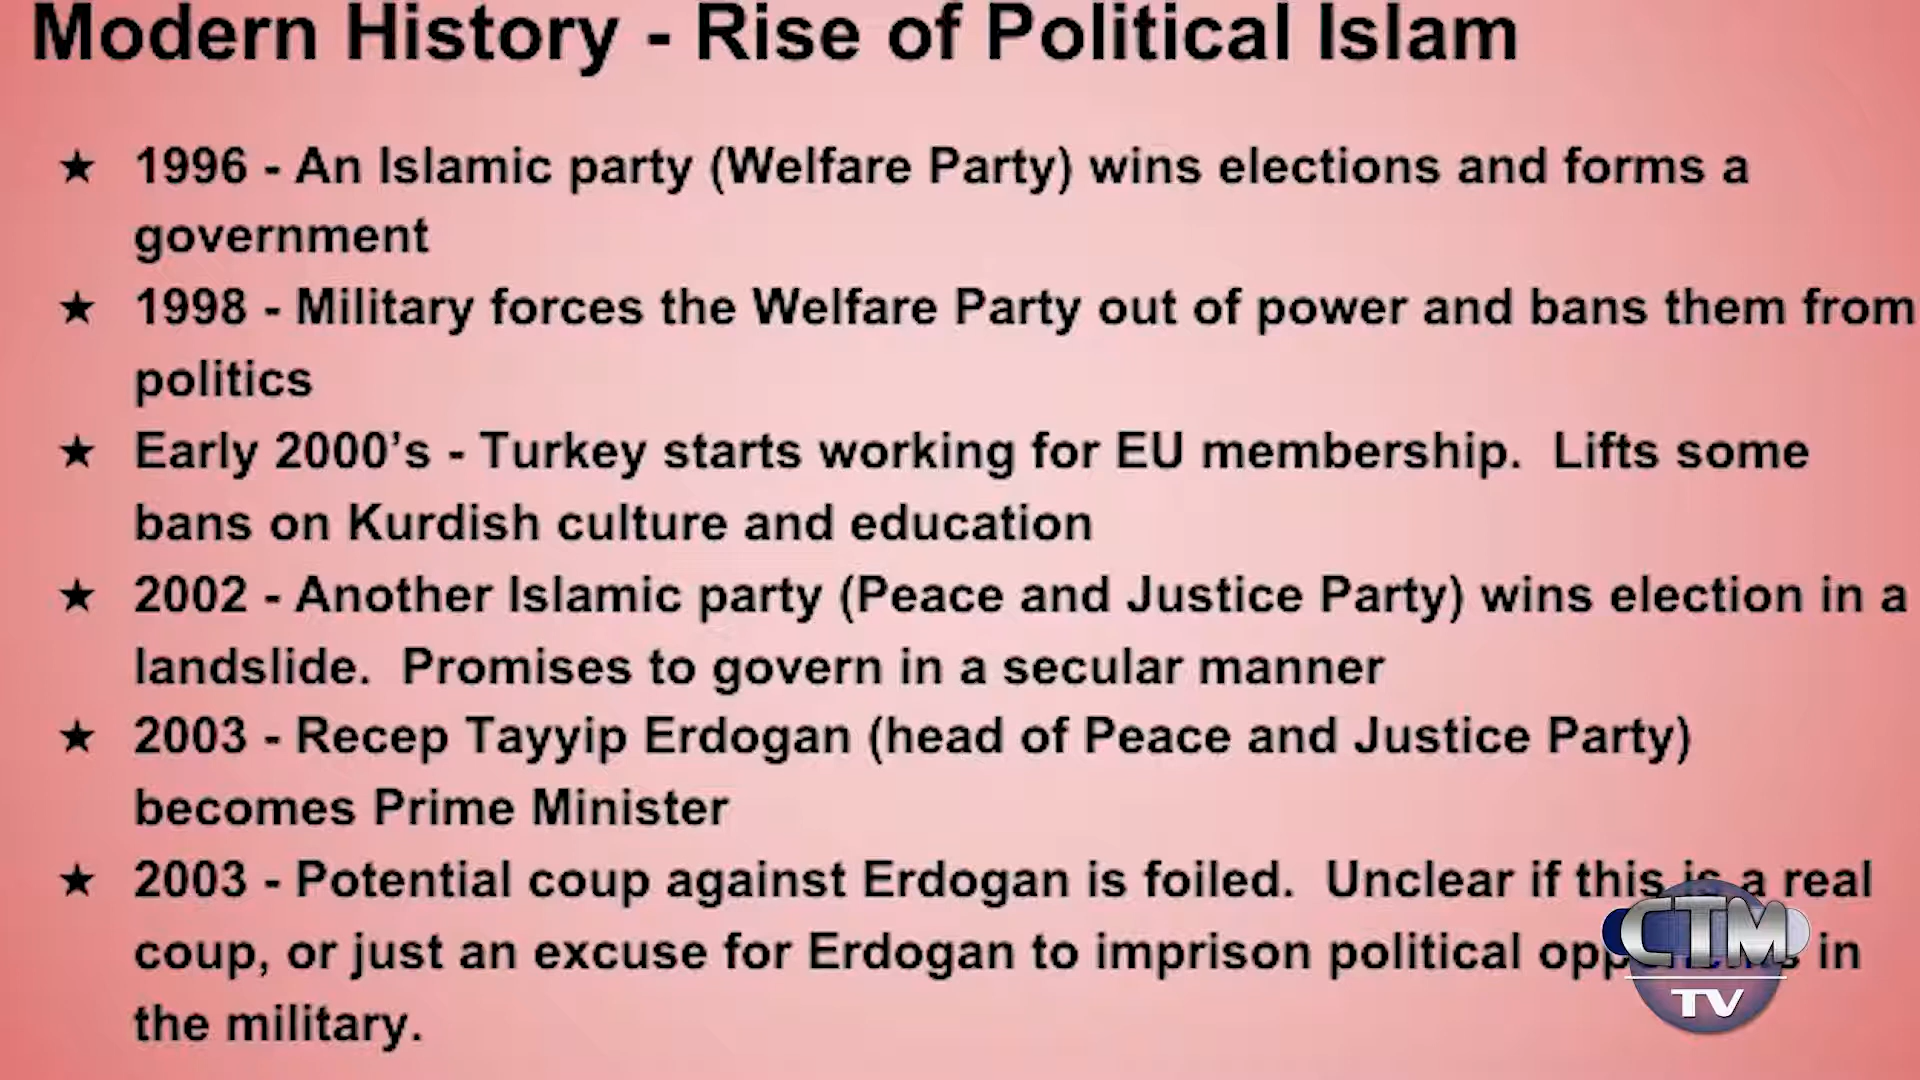 Modern History - Rise of Political Islam
★ 1996 - An Islamic party (Welfare Party) wins elections and forms a
government
★ 1998 - Military forces the Welfare Party out of power and bans them from
politics
★ Early 2000's - Turkey starts working for EU membership.  Lifts some
bans on Kurdish culture and education
★ 2002 - Another Islamic party (Peace and Justice Party) wins election in a
landslide.  Promises to govern in a secular manner
★ 2003 - Recep Tayyip Erdogan (head of Peace and Justice Party)
becomes Prime Minister
★ 2003 - Potential coup against Erdogan is foiled.  Unclear if this is a real
coup, or just an excuse for Erdogan to imprison political in
the military.
CTM
TV